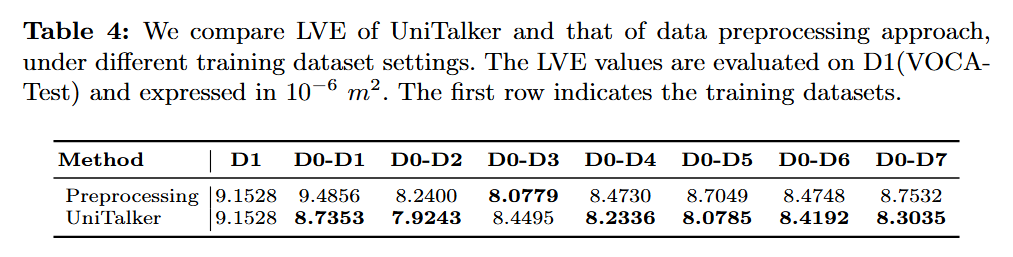 Table 4: We compare LVE of UniTalker and that of data preprocessing approach,
under different training dataset settings. The LVE values are evaluated on D1(VOCA-
Test) and expressed in 10⁻⁶ m². The first row indicates the training datasets.
Method D1 D0-D1 D0-D2 D0-D3 D0-D4 D0-D5 D0-D6 D0-D7
Preprocessing 9.1528 9.4856 8.2400 8.0779 8.4730 8.7049 8.4748 8.7532
UniTalker 9.1528 8.7353 7.9243 8.4495 8.2336 8.0785 8.4192 8.3035